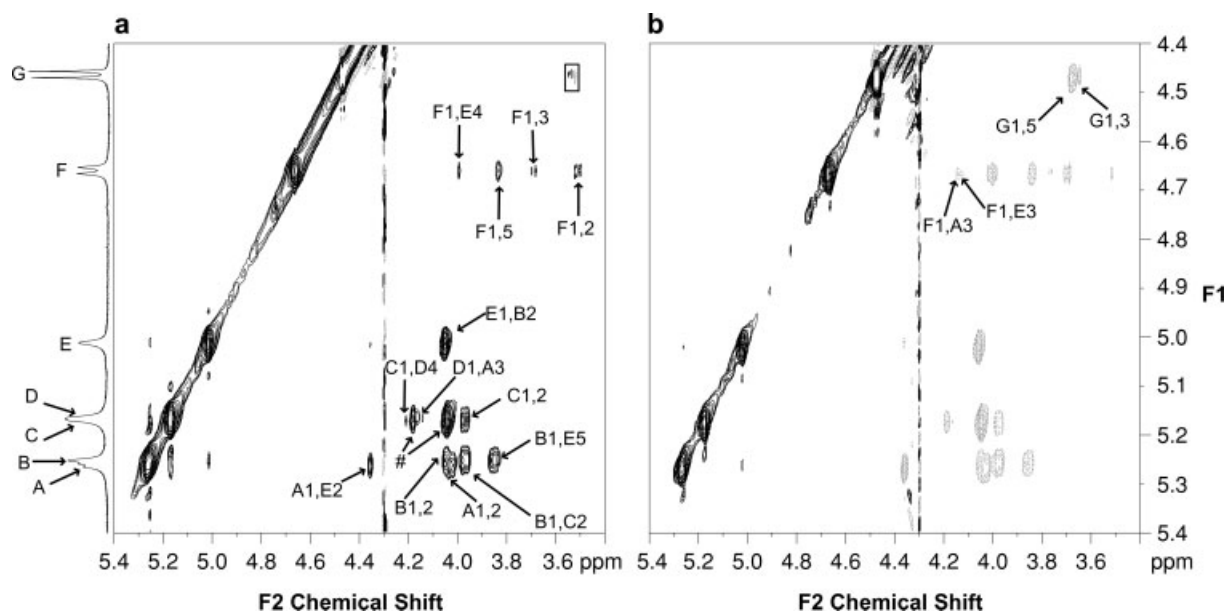 a
b
G
F
E
D
C
B
A
F1,E4
F1,3
F1,5
F1,2
E1,B2
C1,D4
D1,A3
C1,2
#
B1,E5
A1,E2
B1,2
A1,2
B1,C2
5.4 5.2 5.0 4.8 4.6 4.4 4.2 4.0 3.8 3.6 ppm
F2 Chemical Shift
G1,5
G1,3
F1,A3
F1,E3
4.4
4.5
4.6
4.7
4.8
4.9
F1
5.0
5.1
5.2
5.3
5.4
5.4 5.2 5.0 4.8 4.6 4.4 4.2 4.0 3.8 3.6 ppm
F2 Chemical Shift